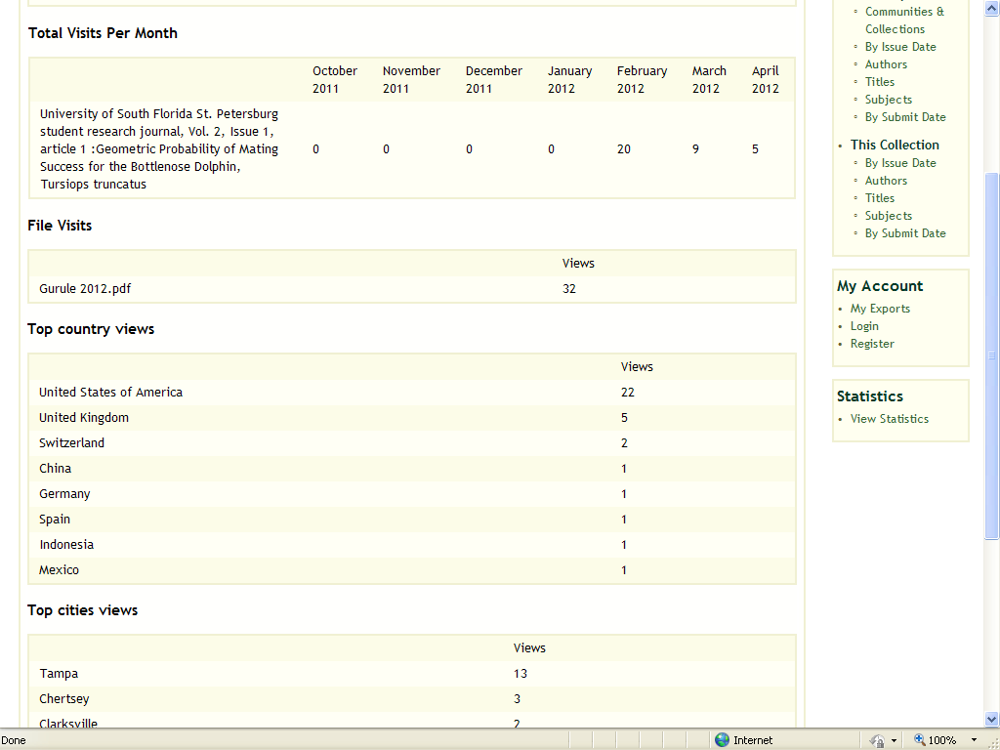 Total Visits Per Month
October 2011 November 2011 December 2011 January 2012 February 2012 March 2012 April 2012
University of South Florida St. Petersburg
student research journal, Vol. 2, Issue 1,
article 1 :Geometric Probability of Mating 0 0 0 0 20 9 5
Success for the Bottlenose Dolphin,
Tursiops truncatus
File Visits
Views
Gurule 2012.pdf 32
Top country views
Views
United States of America 22
United Kingdom 5
Switzerland 2
China 1
Germany 1
Spain 1
Indonesia 1
Mexico 1
Top cities views
Views
Tampa 13
Chertsey 3
Clarksville 2
Communities &
Collections
By Issue Date
Authors
Titles
Subjects
By Submit Date
This Collection
By Issue Date
Authors
Titles
Subjects
By Submit Date
My Account
My Exports
Login
Register
Statistics
View Statistics
Done Internet 100%